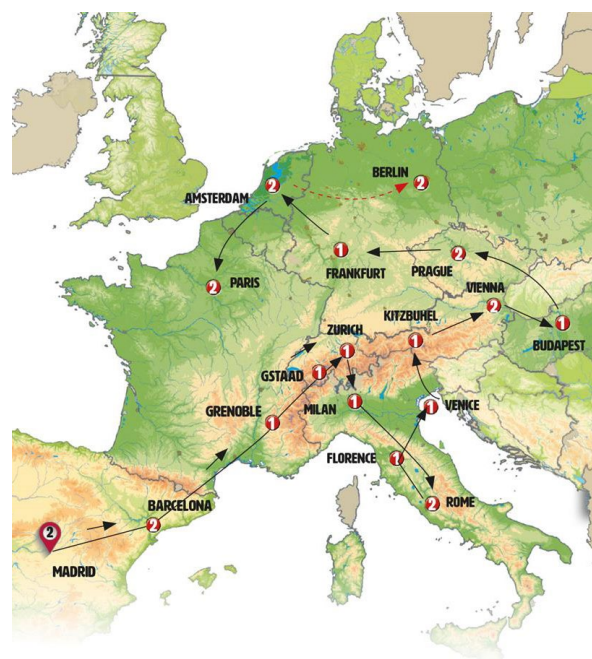 BERLIN
2
2
AMSTERDAM
1
2
FRANKFURT
PRAGUE
2
PARIS
VIENNA
2
KITZBUHEL
1
ZURICH
1
1
BUDAPEST
GSTAAD
1
1
GROENOBLE
MILAN
1
VENICE
1
FLORENCE
1
BARCELONA
2
2
ROME
2
MADRID